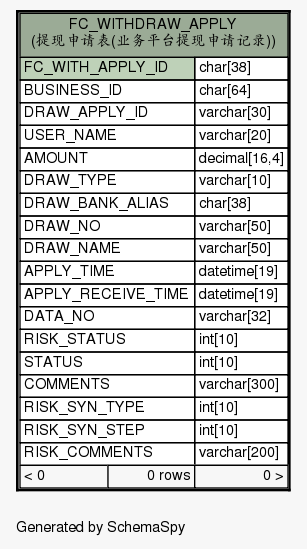 FC_WITHDRAW_APPLY
(提现申请表(业务平台提现申请记录))
FC_WITH_APPLY_ID char[38]
BUSINESS_ID char[64]
DRAW_APPLY_ID varchar[30]
USER_NAME varchar[20]
AMOUNT decimal[16,4]
DRAW_TYPE varchar[10]
DRAW_BANK_ALIAS char[38]
DRAW_NO varchar[50]
DRAW_NAME varchar[50]
APPLY_TIME datetime[19]
APPLY_RECEIVE_TIME datetime[19]
DATA_NO varchar[32]
RISK_STATUS int[10]
STATUS int[10]
COMMENTS varchar[300]
RISK_SYN_TYPE int[10]
RISK_SYN_STEP int[10]
RISK_COMMENTS varchar[200]
< 0 0 rows 0 >
Generated by SchemaSpy